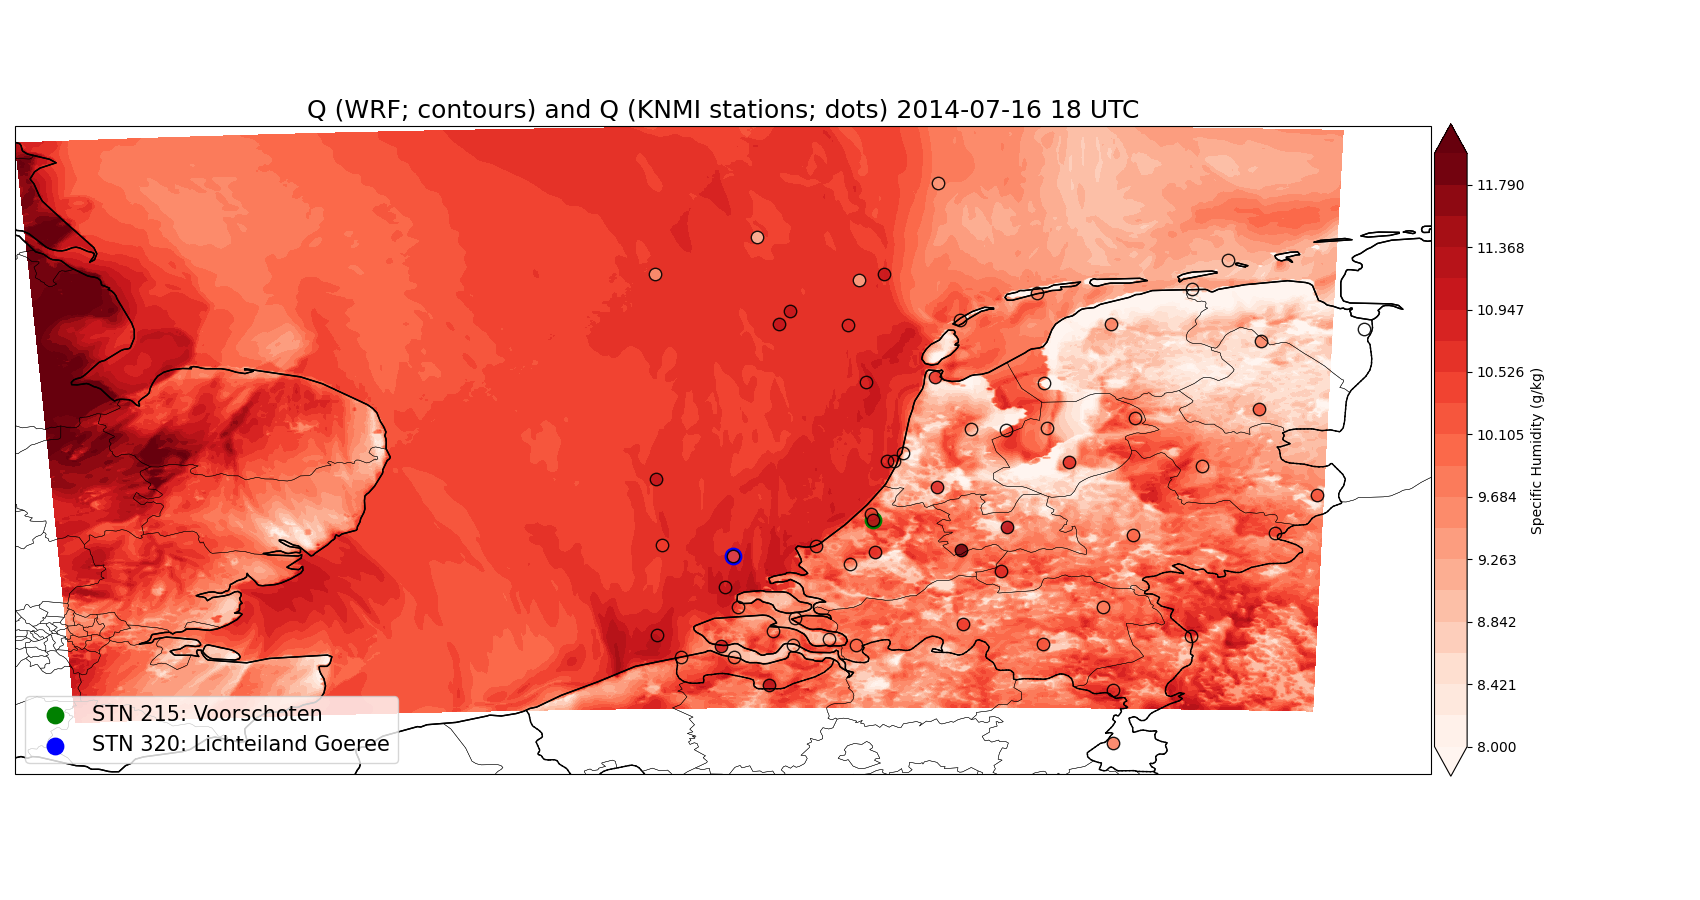 Q (WRF; contours) and Q (KNMI stations; dots) 2014-07-16 18 UTC
11.790
11.368
10.947
10.526
10.105
9.684
9.263
8.842
8.421
8.000
Specific Humidity (g/kg)
STN 215: Voorschoten
STN 320: Lichteiland Goeree